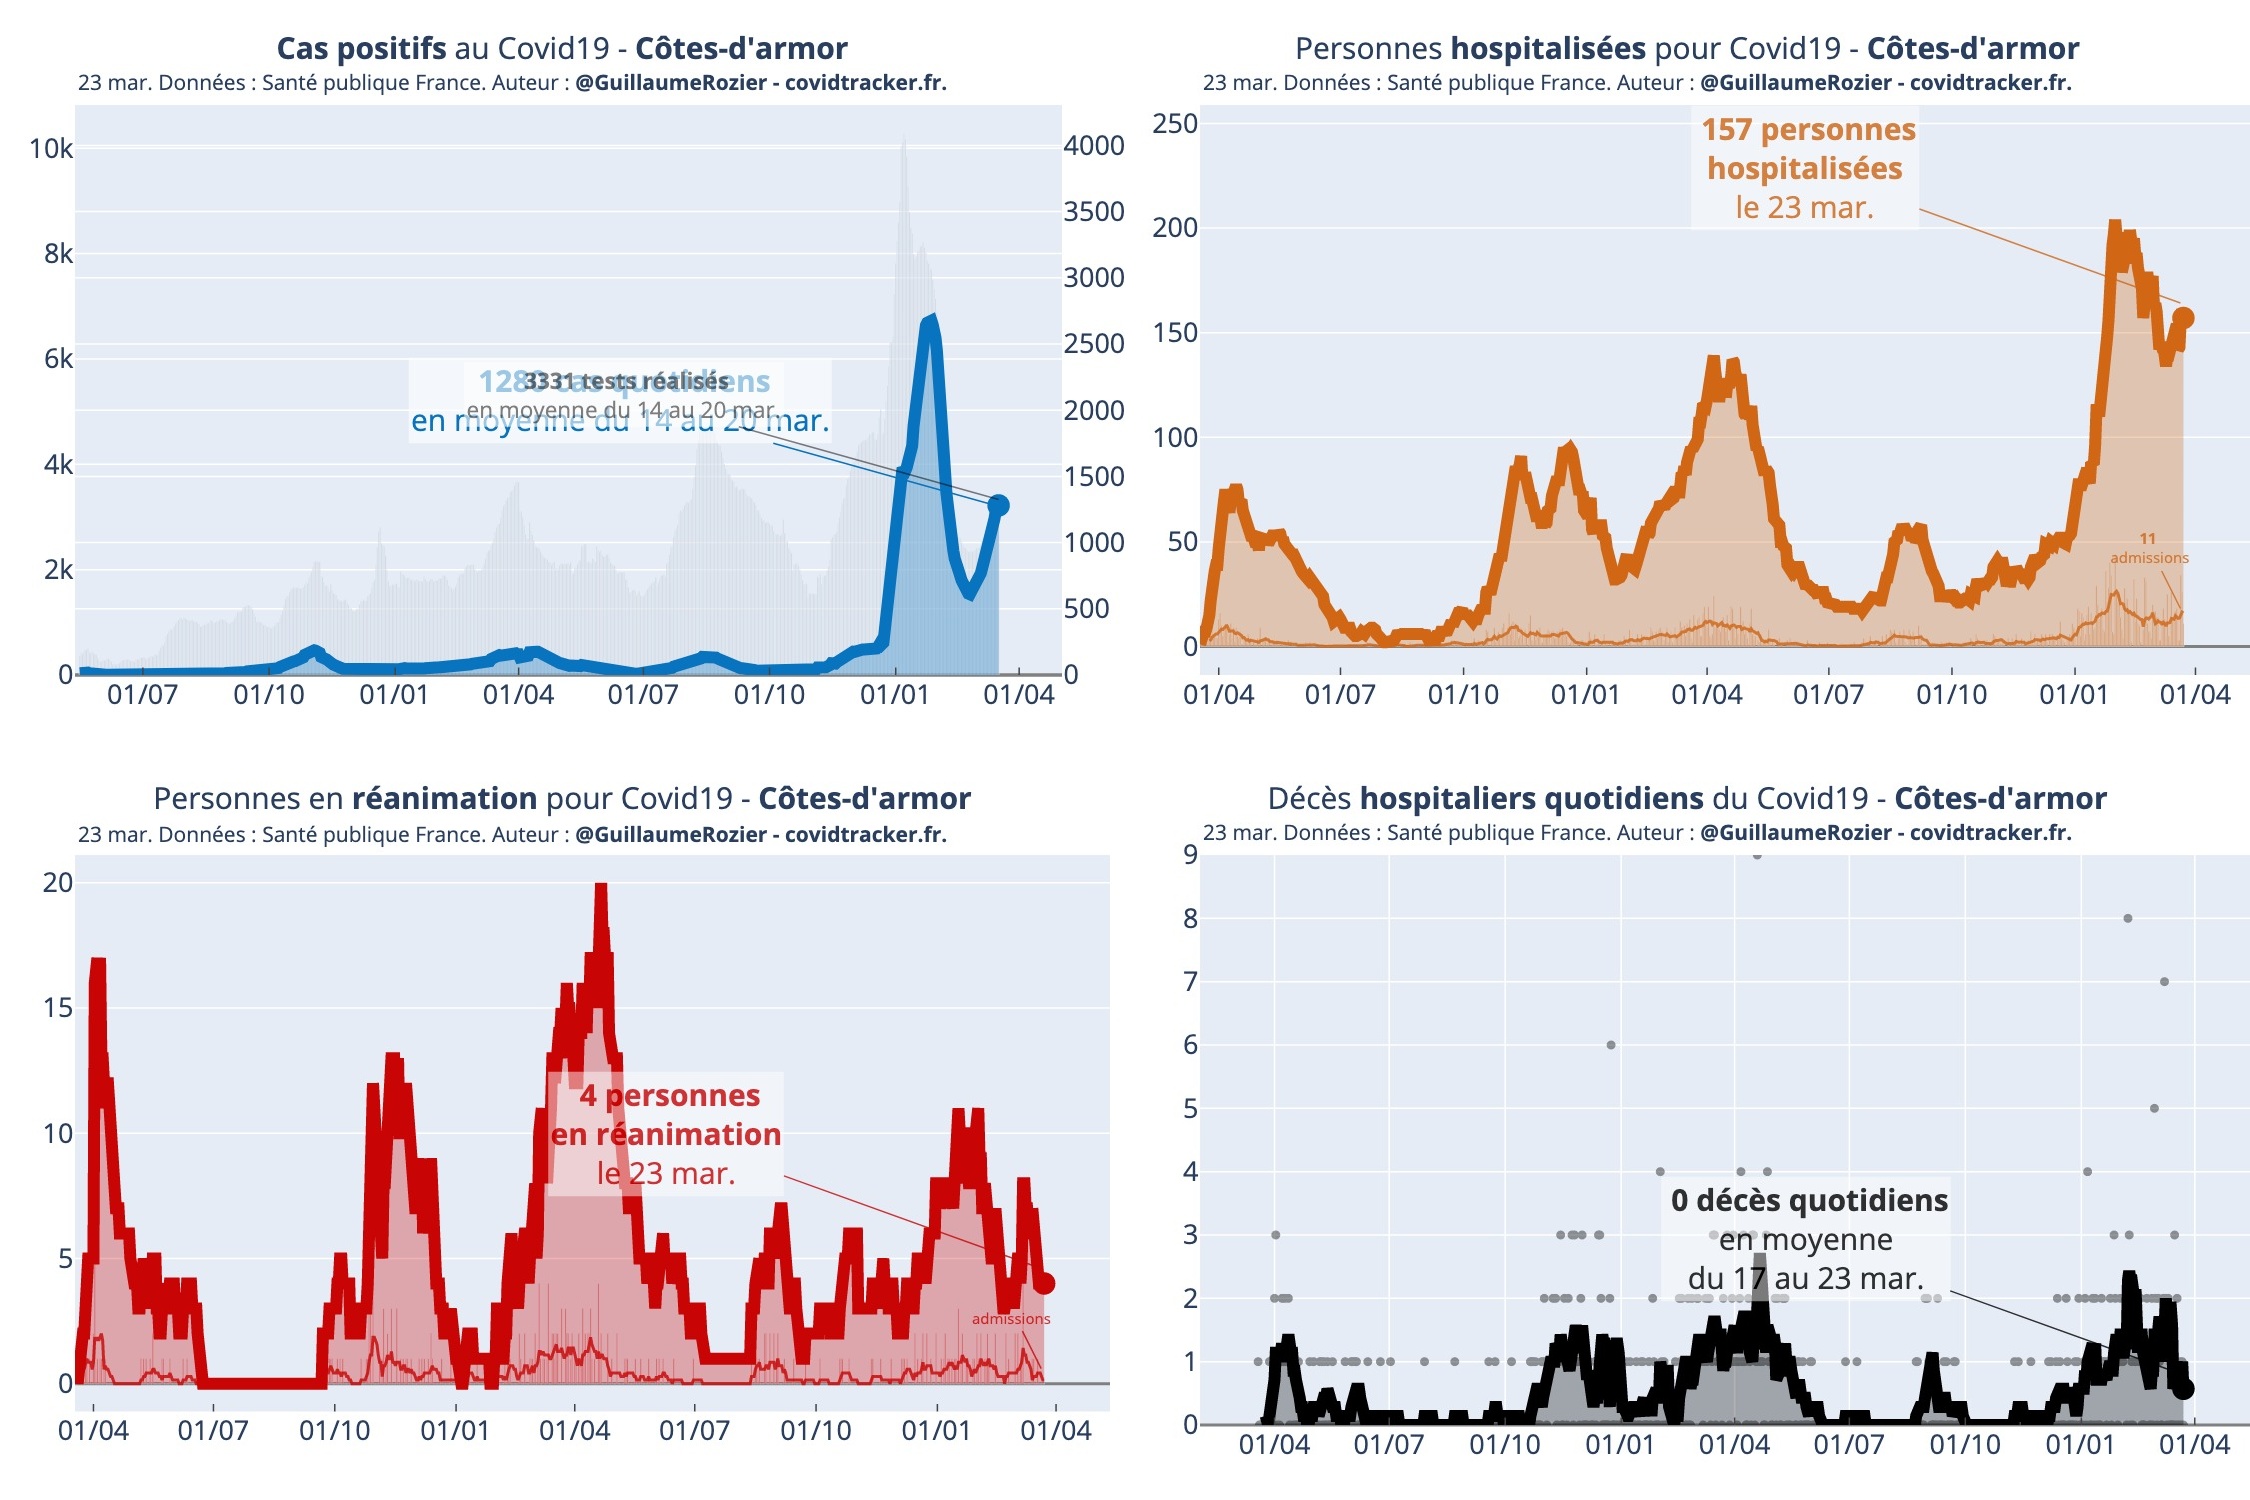 Cas positifs au Covid19 - Côtes-d'armor
23 mar. Données : Santé publique France. Auteur : @GuillaumeRozier - covidtracker.fr.
10k
8k
6k
4k
2k
0
4000
3500
3000
2500
2000
1500
1000
500
0
3331 tests réalisés
en moyenne du 14 au 20 mar.
cas quotidiens
en moyenne du 14 au 20 mar.
01/07 01/10 01/01 01/04 01/07 01/10 01/01 01/04
Personnes hospitalisées pour Covid19 - Côtes-d'armor
23 mar. Données : Santé publique France. Auteur : @GuillaumeRozier - covidtracker.fr.
250
200
150
100
50
0
157 personnes
hospitalisées
le 23 mar.
11
admissions
01/04 01/07 01/10 01/01 01/04 01/07 01/10 01/01 01/04
Personnes en réanimation pour Covid19 - Côtes-d'armor
23 mar. Données : Santé publique France. Auteur : @GuillaumeRozier - covidtracker.fr.
20
15
10
5
0
4 personnes
en réanimation
le 23 mar.
admissions
01/04 01/07 01/10 01/01 01/04 01/07 01/10 01/01 01/04
Décès hospitaliers quotidiens du Covid19 - Côtes-d'armor
23 mar. Données : Santé publique France. Auteur : @GuillaumeRozier - covidtracker.fr.
9
8
7
6
5
4
3
2
1
0
0 décès quotidiens
en moyenne
du 17 au 23 mar.
01/04 01/07 01/10 01/01 01/04 01/07 01/10 01/01 01/04